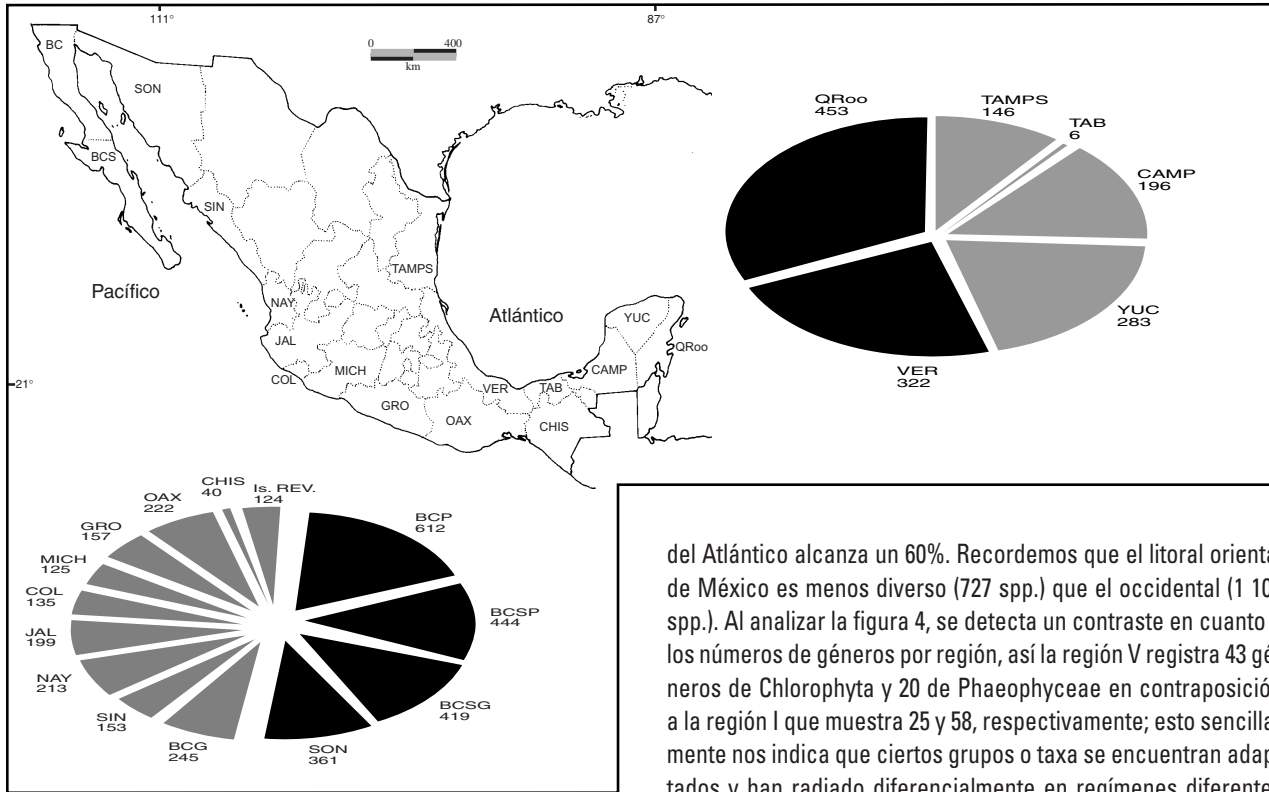 111°
87°
0 400
km
BC
SON
BCS
SIN
TAMPS
NAY
JAL
COL
MICH
GRO
OAX
VER
TAB
CHIS
CAMP
YUC
QRoo
Pacífico
Atlántico
21°
QRoo
453
TAMPS
146
TAB
6
CAMP
196
YUC
283
VER
322
CHIS
40
Is. REV.
124
OAX
222
GRO
157
MICH
125
COL
135
JAL
199
NAY
213
SIN
153
BCG
245
SON
361
BCSG
419
BCSP
444
BCP
612
del Atlántico alcanza un 60%. Recordemos que el litoral orienta
de México es menos diverso (727 spp.) que el occidental (1 10
spp.). Al analizar la figura 4, se detecta un contraste en cuanto
los números de géneros por región, así la región V registra 43 gé
neros de Chlorophyta y 20 de Phaeophyceae en contraposició
a la región I que muestra 25 y 58, respectivamente; esto sencilla
mente nos indica que ciertos grupos o taxa se encuentran adap
tados y han radiado diferencialmente en regímenes diferente